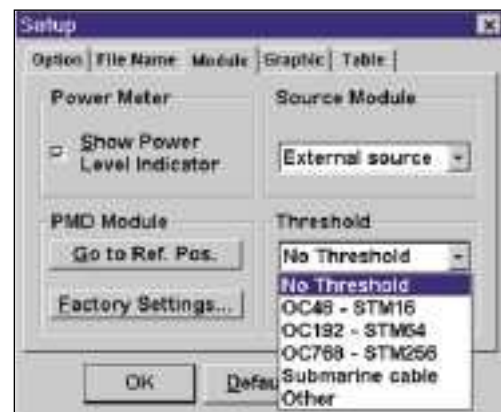 Setup
Option File Name Module Graphic Table
Power Meter
Show Power
Level Indicator
Source Module
External source
PMD Module
Go to Ref. Pos.
Factory Settings...
Threshold
No Threshold
No Threshold
OC48 - STM16
OC192 - STM64
OC768 - STM256
Submarine cable
Other
OK
Defau